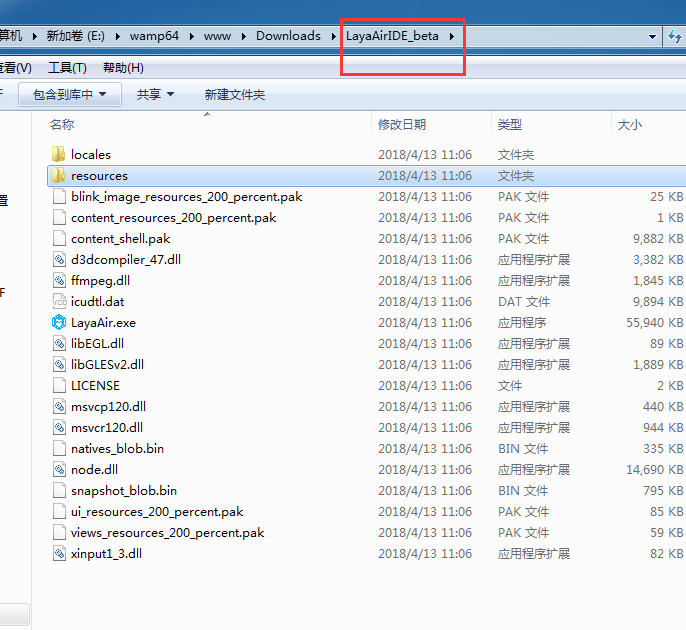 算机 ▸ 新加卷 (E:) ▸ wamp64 ▸ www ▸ Downloads ▸ LayaAirIDE_beta ▸
查看(V) 工具(T) 帮助(H)
包含到库中 共享 新建文件夹
名称 修改日期 类型 大小
locales 2018/4/13 11:06 文件夹
resources 2018/4/13 11:06 文件夹
blink_image_resources_200_percent.pak 2018/4/13 11:06 PAK 文件 25 KB
content_resources_200_percent.pak 2018/4/13 11:06 PAK 文件 1 KB
content_shell.pak 2018/4/13 11:06 PAK 文件 9,882 KB
d3dcompiler_47.dll 2018/4/13 11:06 应用程序扩展 3,382 KB
ffmpeg.dll 2018/4/13 11:06 应用程序扩展 1,845 KB
icudtl.dat 2018/4/13 11:06 DAT 文件 9,894 KB
LayaAir.exe 2018/4/13 11:06 应用程序 55,940 KB
libEGL.dll 2018/4/13 11:06 应用程序扩展 89 KB
libGLESv2.dll 2018/4/13 11:06 应用程序扩展 1,889 KB
LICENSE 2018/4/13 11:06 文件 2 KB
msvcp120.dll 2018/4/13 11:06 应用程序扩展 440 KB
msvcr120.dll 2018/4/13 11:06 应用程序扩展 944 KB
natives_blob.bin 2018/4/13 11:06 BIN 文件 335 KB
node.dll 2018/4/13 11:06 应用程序扩展 14,690 KB
snapshot_blob.bin 2018/4/13 11:06 BIN 文件 795 KB
ui_resources_200_percent.pak 2018/4/13 11:06 PAK 文件 85 KB
views_resources_200_percent.pak 2018/4/13 11:06 PAK 文件 59 KB
xinput1_3.dll 2018/4/13 11:06 应用程序扩展 82 KB
置